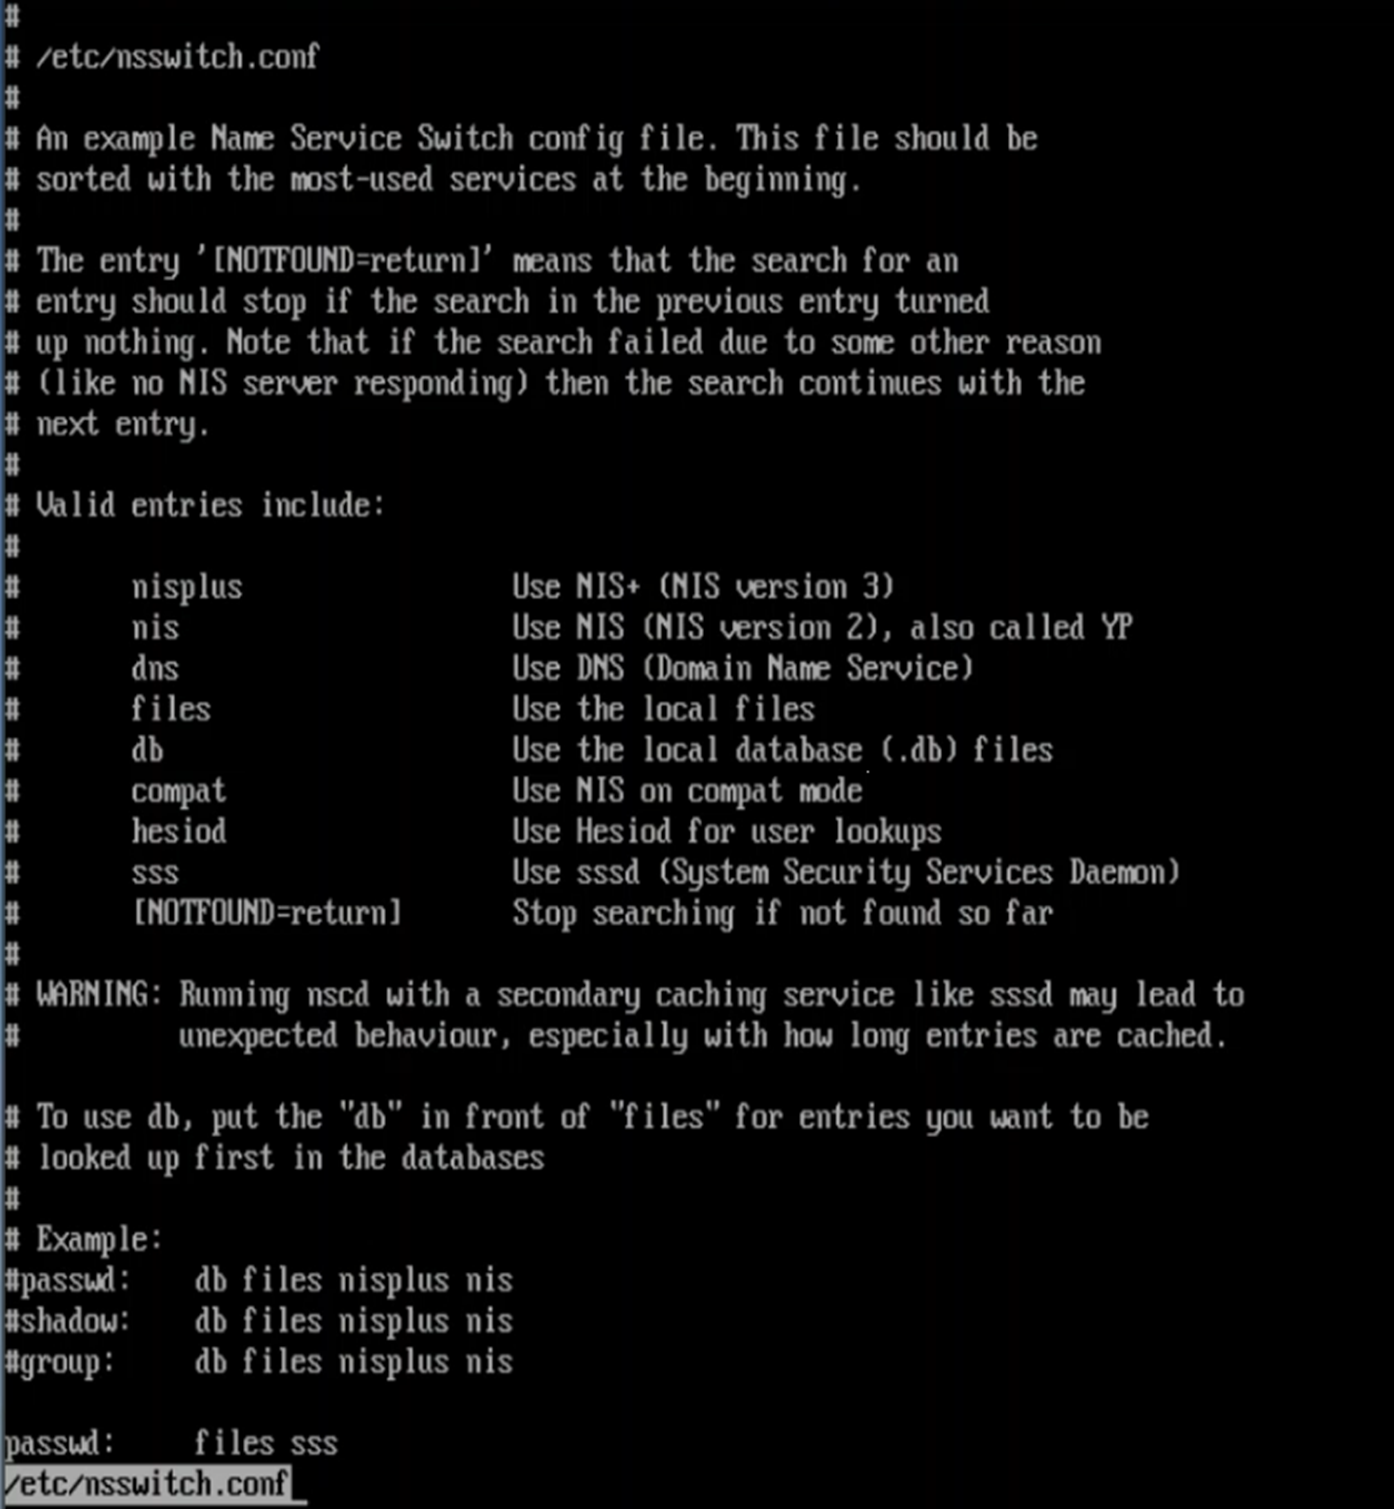 #
# /etc/nsswitch.conf
#
# An example Name Service Switch config file. This file should be
# sorted with the most-used services at the beginning.
#
# The entry '[NOTFOUND=return]' means that the search for an
# entry should stop if the search in the previous entry turned
# up nothing. Note that if the search failed due to some other reason
# (like no NIS server responding) then the search continues with the
# next entry.
#
# Valid entries include:
#
#       nisplus                 Use NIS+ (NIS version 3)
#       nis                     Use NIS (NIS version 2), also called YP
#       dns                     Use DNS (Domain Name Service)
#       files                   Use the local files
#       db                      Use the local database (.db) files
#       compat                  Use NIS on compat mode
#       hesiod                  Use Hesiod for user lookups
#       sss                     Use sssd (System Security Services Daemon)
#       [NOTFOUND=return]       Stop searching if not found so far
#
# WARNING: Running nscd with a secondary caching service like sssd may lead to
#          unexpected behaviour, especially with how long entries are cached.

# To use db, put the "db" in front of "files" for entries you want to be
# looked up first in the databases
#
# Example:
#passwd:    db files nisplus nis
#shadow:    db files nisplus nis
#group:     db files nisplus nis

passwd:     files sss
/etc/nsswitch.conf